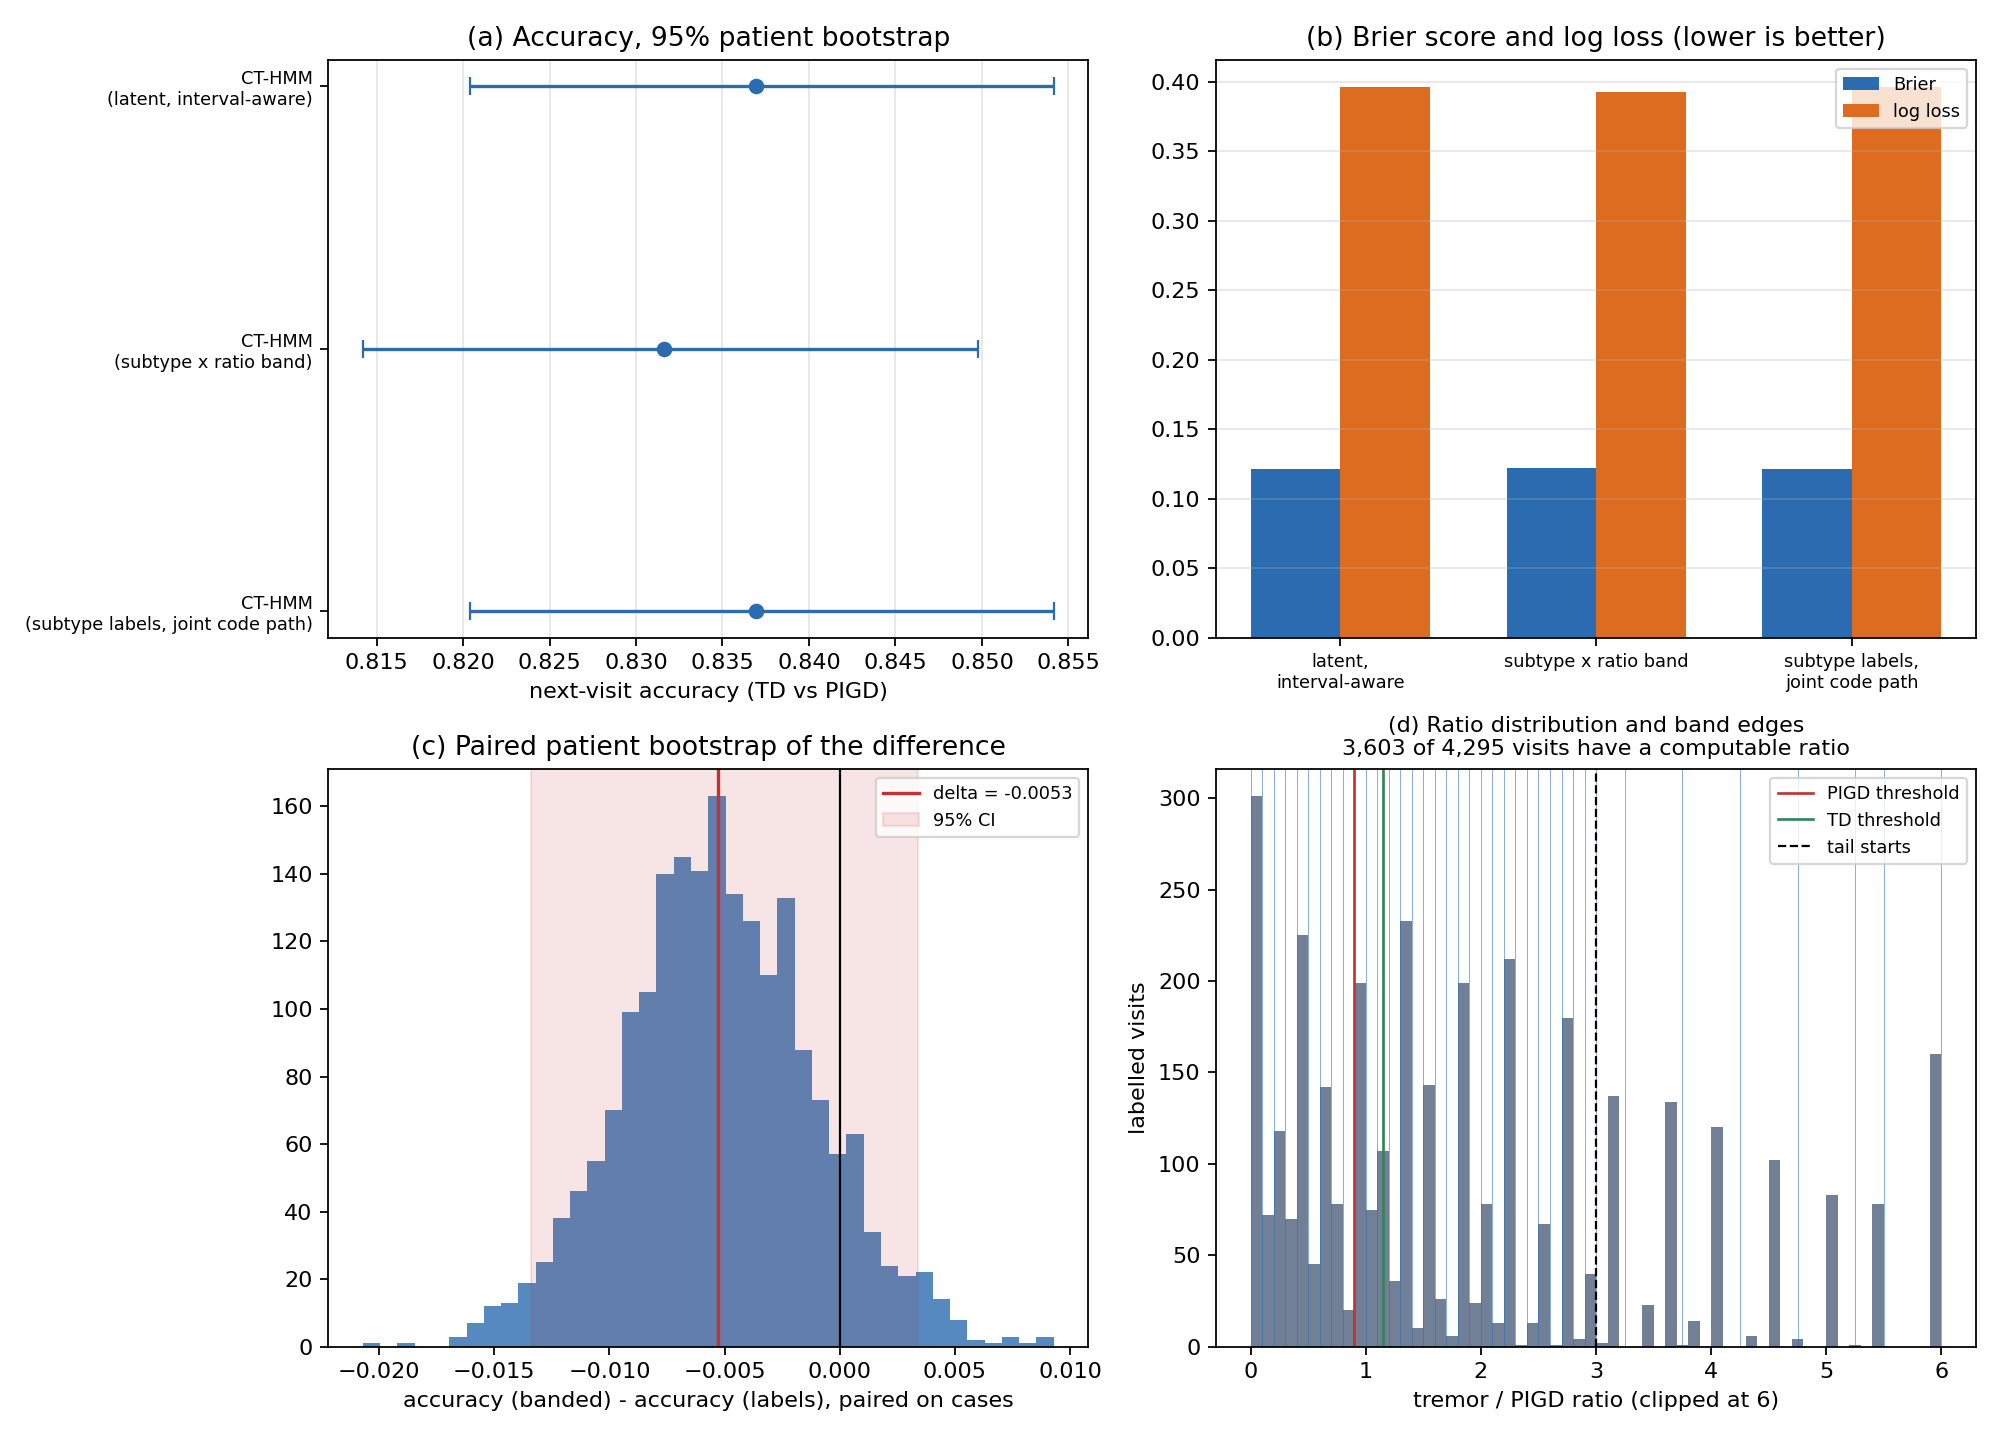 (a) Accuracy, 95% patient bootstrap
CT-HMM
(latent, interval-aware)
CT-HMM
(subtype x ratio band)
CT-HMM
(subtype labels, joint code path)
0.815 0.820 0.825 0.830 0.835 0.840 0.845 0.850 0.855
next-visit accuracy (TD vs PIGD)
(b) Brier score and log loss (lower is better)
Brier
log loss
0.40
0.35
0.30
0.25
0.20
0.15
0.10
0.05
0.00
latent,
interval-aware
subtype x ratio band
subtype labels,
joint code path
(c) Paired patient bootstrap of the difference
delta = -0.0053
95% CI
160
140
120
100
80
60
40
20
0
−0.020 −0.015 −0.010 −0.005 0.000 0.005 0.010
accuracy (banded) - accuracy (labels), paired on cases
(d) Ratio distribution and band edges
3,603 of 4,295 visits have a computable ratio
PIGD threshold
TD threshold
tail starts
labelled visits
300
250
200
150
100
50
0
0 1 2 3 4 5 6
tremor / PIGD ratio (clipped at 6)